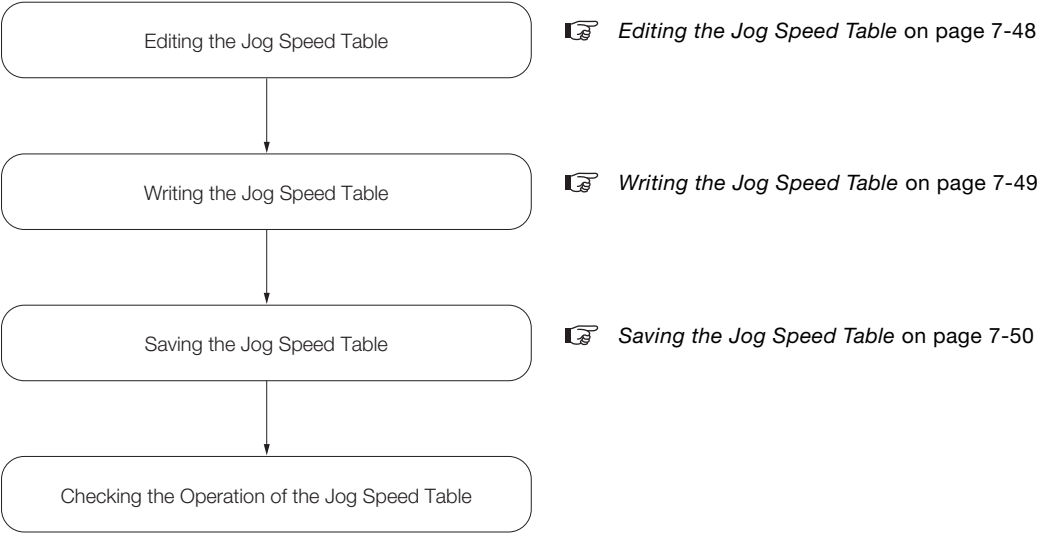 Editing the Jog Speed Table
Editing the Jog Speed Table on page 7-48
Writing the Jog Speed Table
Writing the Jog Speed Table on page 7-49
Saving the Jog Speed Table
Saving the Jog Speed Table on page 7-50
Checking the Operation of the Jog Speed Table